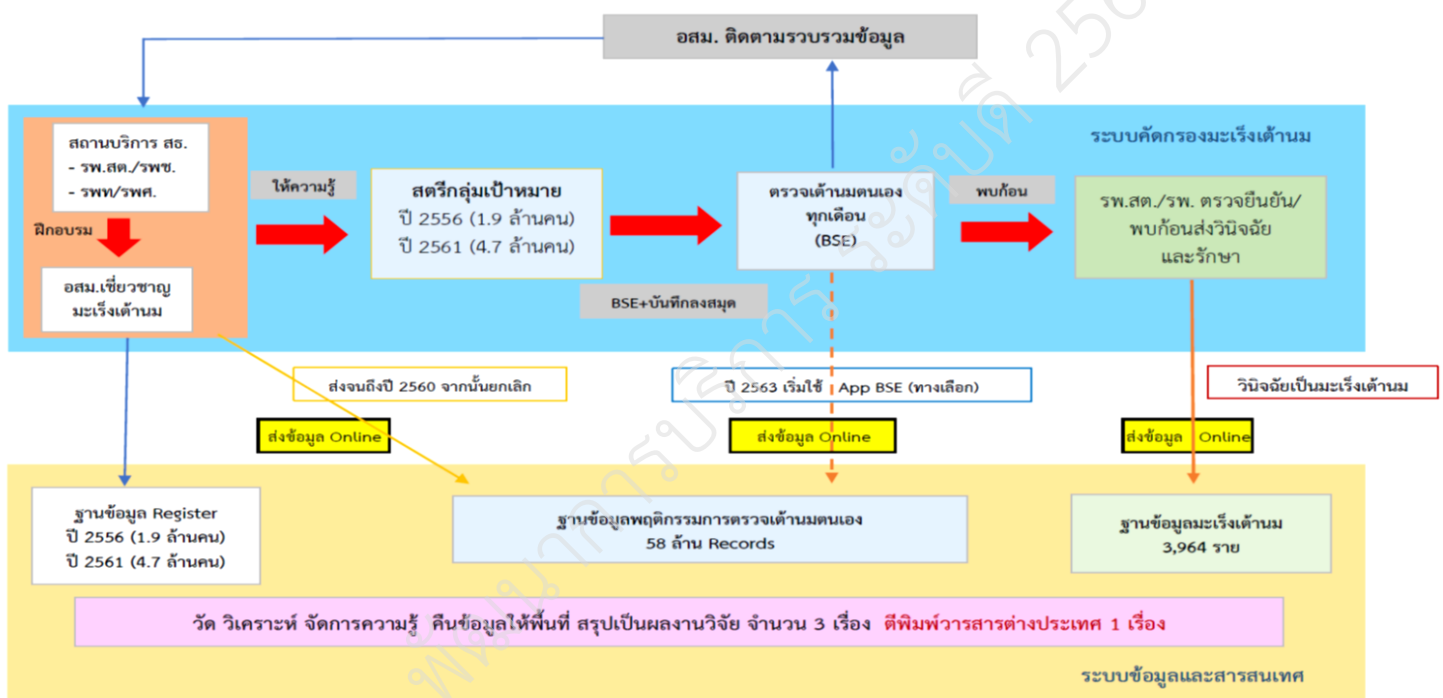 อสม. ติดตามรวบรวมข้อมูล
ระบบคัดกรองมะเร็งเต้านม
สถานบริการ สธ.
- รพ.สต./รพช.
- รพท/รพศ.
ฝึกอบรม
อสม.เชี่ยวชาญ
มะเร็งเต้านม
ให้ความรู้
สตรีกลุ่มเป้าหมาย
ปี 2556 (1.9 ล้านคน)
ปี 2561 (4.7 ล้านคน)
BSE+บันทึกลงสมุด
ตรวจเต้านมตนเอง
ทุกเดือน
(BSE)
พบก้อน
รพ.สต./รพ. ตรวจยืนยัน/
พบก้อนส่งวินิจฉัย
และรักษา
ส่งจนถึงปี 2560 จากนั้นยกเลิก
ปี 2563 เริ่มใช้ App BSE (ทางเลือก)
วินิจฉัยเป็นมะเร็งเต้านม
ส่งข้อมูล Online
ส่งข้อมูล Online
ส่งข้อมูล Online
ฐานข้อมูล Register
ปี 2556 (1.9 ล้านคน)
ปี 2561 (4.7 ล้านคน)
ฐานข้อมูลพฤติกรรมการตรวจเต้านมตนเอง
58 ล้าน Records
ฐานข้อมูลมะเร็งเต้านม
3,964 ราย
วัด วิเคราะห์ จัดการความรู้ คืนข้อมูลให้พื้นที่ สรุปเป็นผลงานวิจัย จำนวน 3 เรื่อง ตีพิมพ์วารสารต่างประเทศ 1 เรื่อง
ระบบข้อมูลและสารสนเทศ
พัฒนาการบริการ ระดับดี